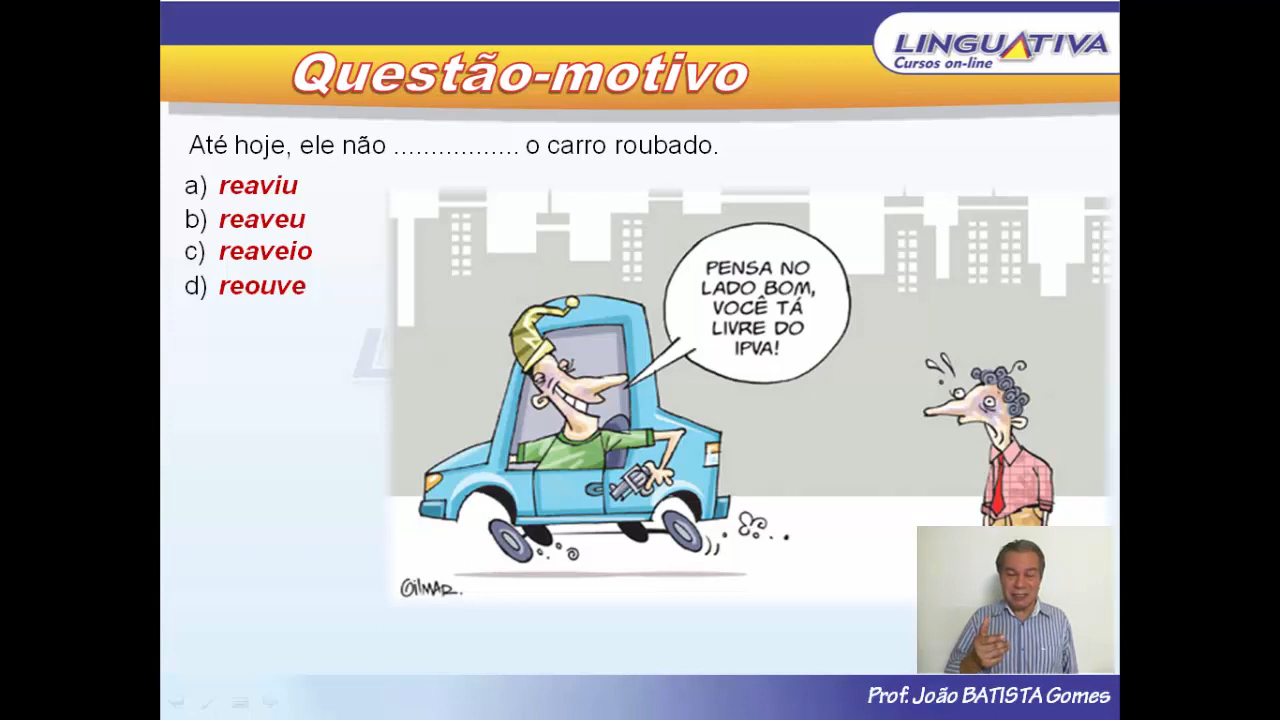 Questão-motivo
LINGUATIVA
Cursos on-line
Até hoje, ele não ................. o carro roubado.
a) reaviu
b) reaveu
c) reaveio
d) reouve
PENSA NO
LADO BOM,
VOCÊ TÁ
LIVRE DO
IPVA!
GILMAR.
Prof. João BATISTA Gomes